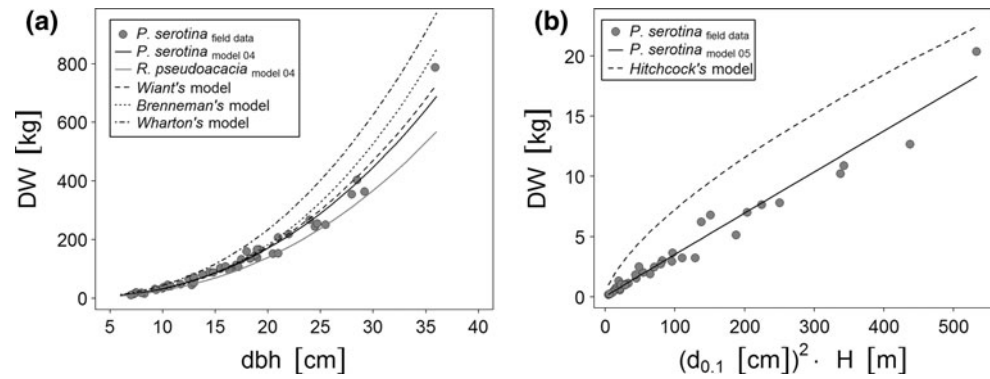 (a)
P. serotina field data
P. serotina model 04
R. pseudoacacia model 04
Wiant's model
Brenneman's model
Wharton's model
DW [kg]
800
600
400
200
0
5 10 15 20 25 30 35 40
dbh [cm]
(b)
P. serotina field data
P. serotina model 05
Hitchcock's model
DW [kg]
20
15
10
5
0
0 100 200 300 400 500
(d0.1 [cm])² · H [m]